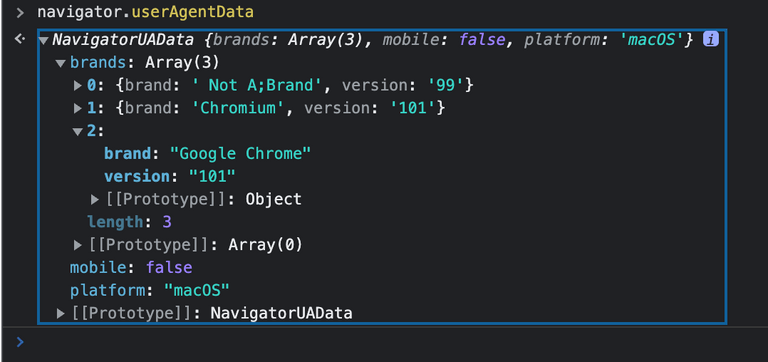 > navigator.userAgentData
<· ▼NavigatorUAData {brands: Array(3), mobile: false, platform: 'macOS'} i
▼brands: Array(3)
▶0: {brand: ' Not A;Brand', version: '99'}
▶1: {brand: 'Chromium', version: '101'}
▼2:
brand: "Google Chrome"
version: "101"
▶[[Prototype]]: Object
length: 3
▶[[Prototype]]: Array(0)
mobile: false
platform: "macOS"
▶[[Prototype]]: NavigatorUAData
>